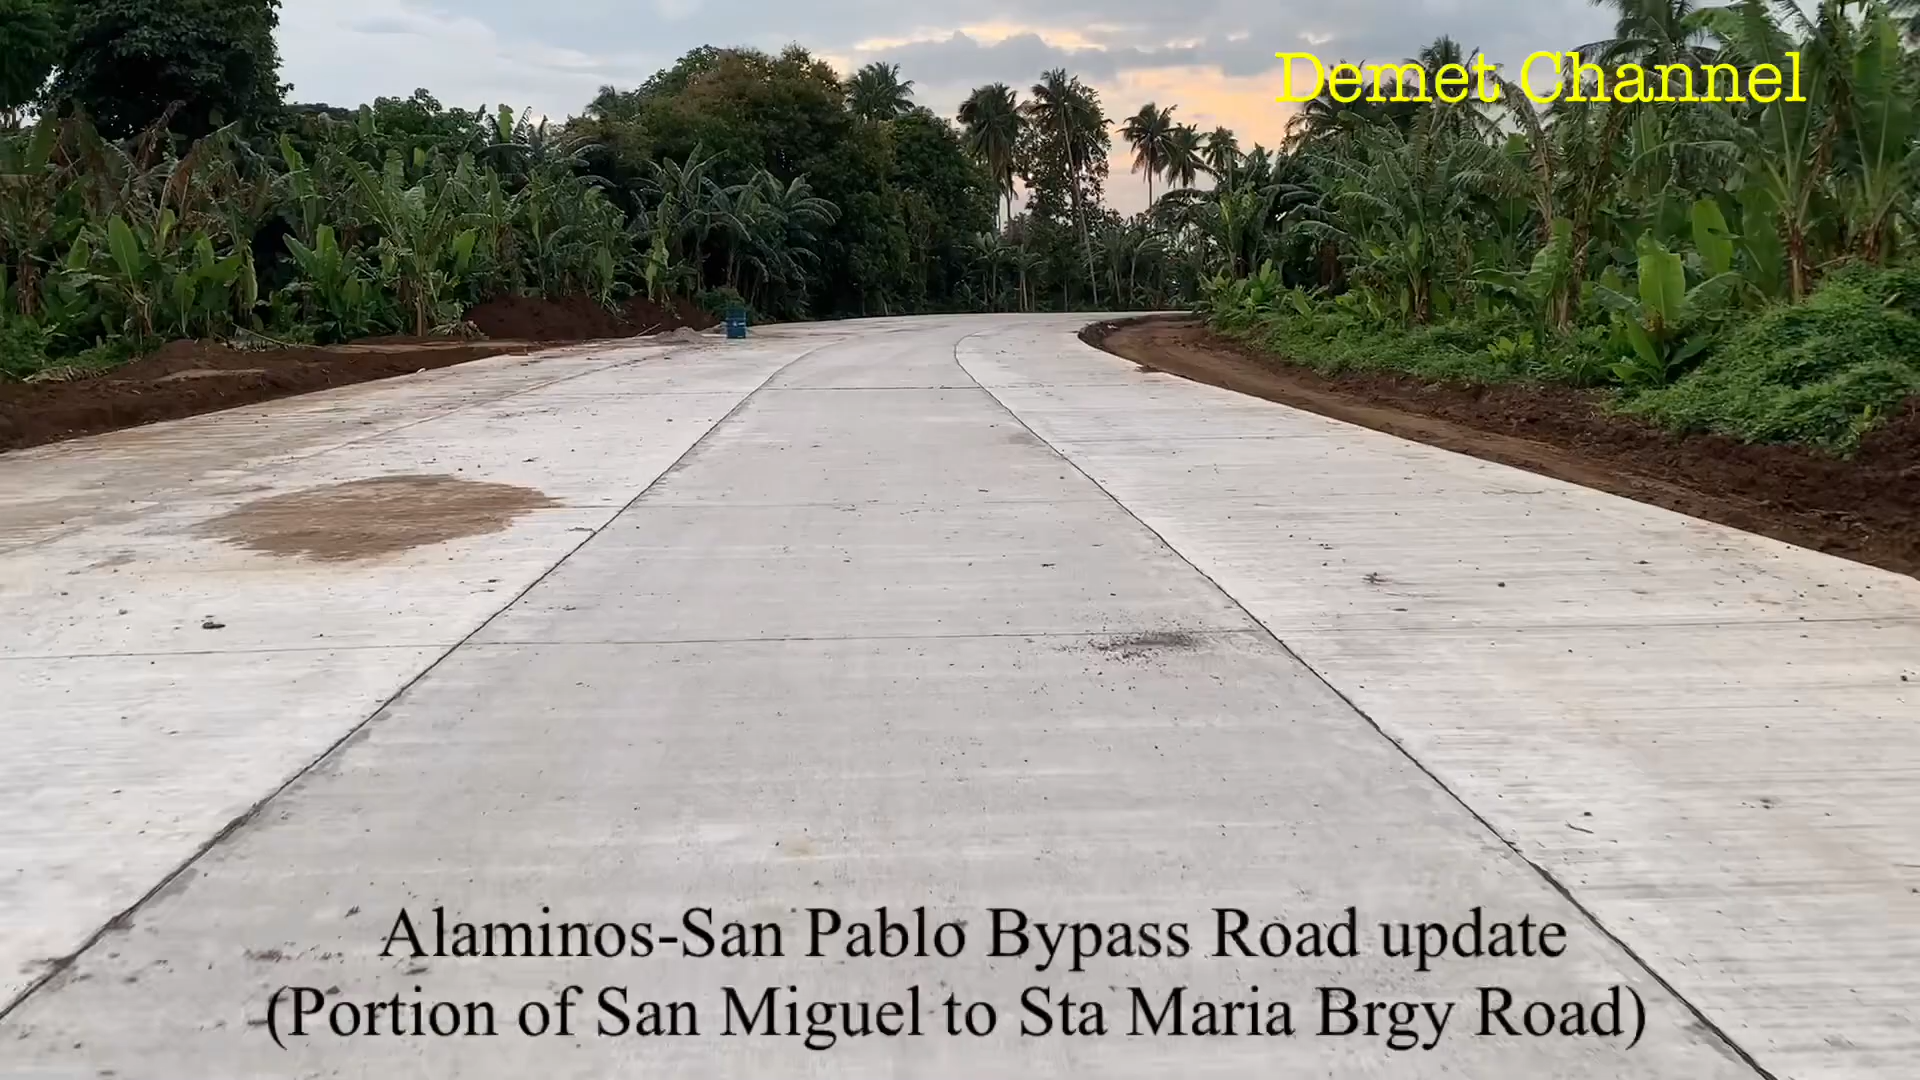 Demet Channel
Alaminos-San Pablo Bypass Road update
(Portion of San Miguel to Sta Maria Brgy Road)